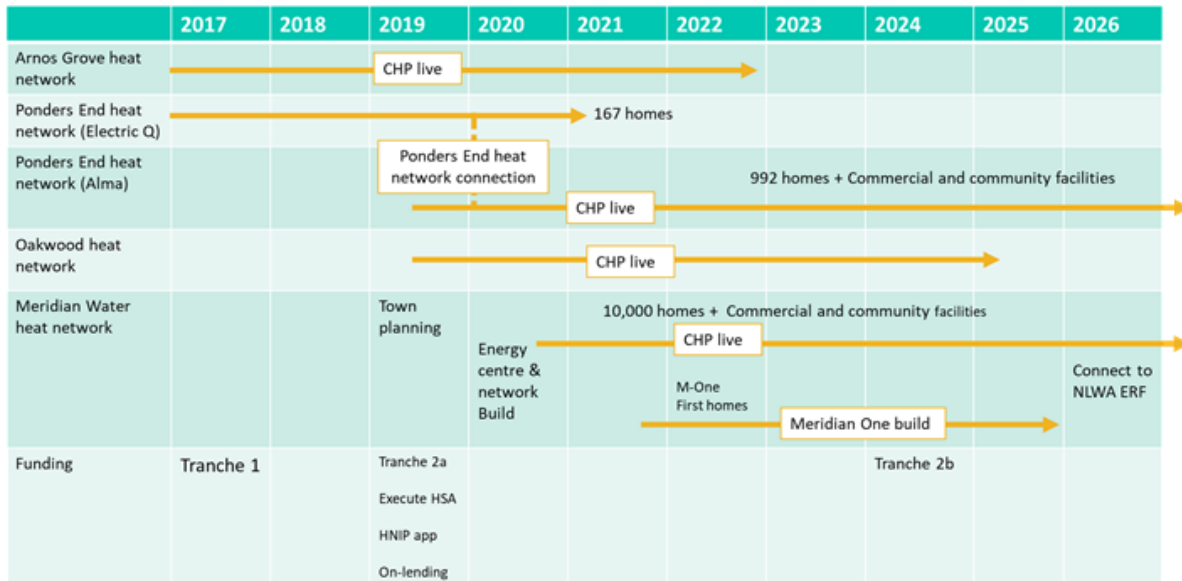 2017 2018 2019 2020 2021 2022 2023 2024 2025 2026
Arnos Grove heat
network
CHP live
Ponders End heat
network (Electric Q)
167 homes
Ponders End heat
network (Alma)
Ponders End heat
network connection
992 homes + Commercial and community facilities
CHP live
Oakwood heat
network
CHP live
Meridian Water
heat network
Town
planning
10,000 homes + Commercial and community facilities
CHP live
Energy
centre &
network
Build
M-One
First homes
Connect to
NLWA ERF
Meridian One build
Funding
Tranche 1
Tranche 2a
Execute HSA
HNIP app
On-lending
Tranche 2b